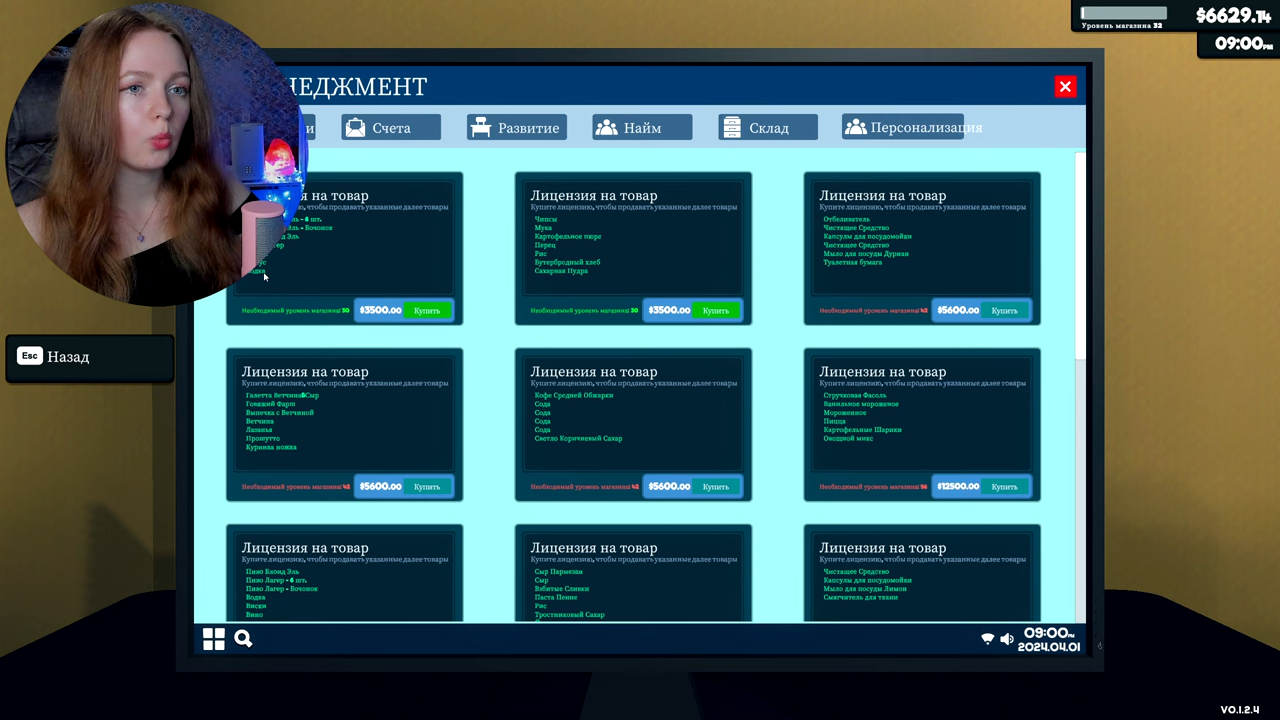 $6629.14
Уровень магазина 32
09:00PM
НЕДЖМЕНТ
Счета
Развитие
Найм
Склад
Персонализация
Лицензия на товар
Купите лицензию, чтобы продавать указанные далее товары
Эль - Бочонок
Эль
Необходимый уровень магазина: 30
$3500.00
Купить
Лицензия на товар
Купите лицензию, чтобы продавать указанные далее товары
Чипсы
Мука
Картофельное пюре
Перец
Рис
Бутербродный хлеб
Сахарная Пудра
Необходимый уровень магазина: 30
$3500.00
Купить
Лицензия на товар
Купите лицензию, чтобы продавать указанные далее товары
Отбеливатель
Чистящее Средство
Капсулы для посудомойки
Чистящее Средство
Мыло для посуды Дуриан
Туалетная бумага
Необходимый уровень магазина: 42
$5600.00
Купить
Esc Назад
Лицензия на товар
Купите лицензию, чтобы продавать указанные далее товары
Галетта Ветчина&Сыр
Говяжий Фарш
Выпечка с Ветчиной
Ветчина
Лазанья
Прошутто
Куриная ножка
Необходимый уровень магазина: 42
$5600.00
Купить
Лицензия на товар
Купите лицензию, чтобы продавать указанные далее товары
Кофе Средней Обжарки
Сода
Сода
Сода
Сода
Светло Коричневый Сахар
Необходимый уровень магазина: 42
$5600.00
Купить
Лицензия на товар
Купите лицензию, чтобы продавать указанные далее товары
Стручковая Фасоль
Ванильное мороженое
Мороженное
Пицца
Картофельные Шарики
Овощной микс
Необходимый уровень магазина:
$12500.00
Купить
Лицензия на товар
Купите лицензию, чтобы продавать указанные далее товары
Пиво Блонд Эль
Пиво Лагер - 6 шт.
Пиво Лагер - Бочонок
Водка
Виски
Вино
Лицензия на товар
Купите лицензию, чтобы продавать указанные далее товары
Сыр Пармезан
Сыр
Взбитые Сливки
Паста Пенне
Рис
Тростниковый Сахар
Лицензия на товар
Купите лицензию, чтобы продавать указанные далее товары
Чистящее Средство
Капсулы для посудомойки
Мыло для посуды Лимон
Смягчитель для ткани
09:00PM
2024.04.01
V0.1.2.4